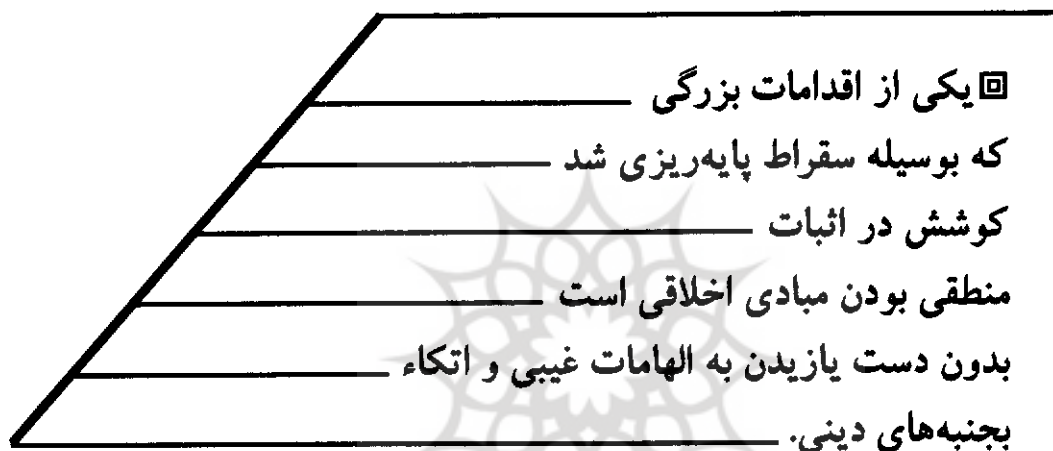 یکی از اقدامات بزرگی
که بوسیله سقراط پایه‌ریزی شد
کوشش در اثبات
منطقی بودن مبادی اخلاقی است
بدون دست یازیدن به الهامات غیبی و اتکاء
بجنبه‌های دینی.